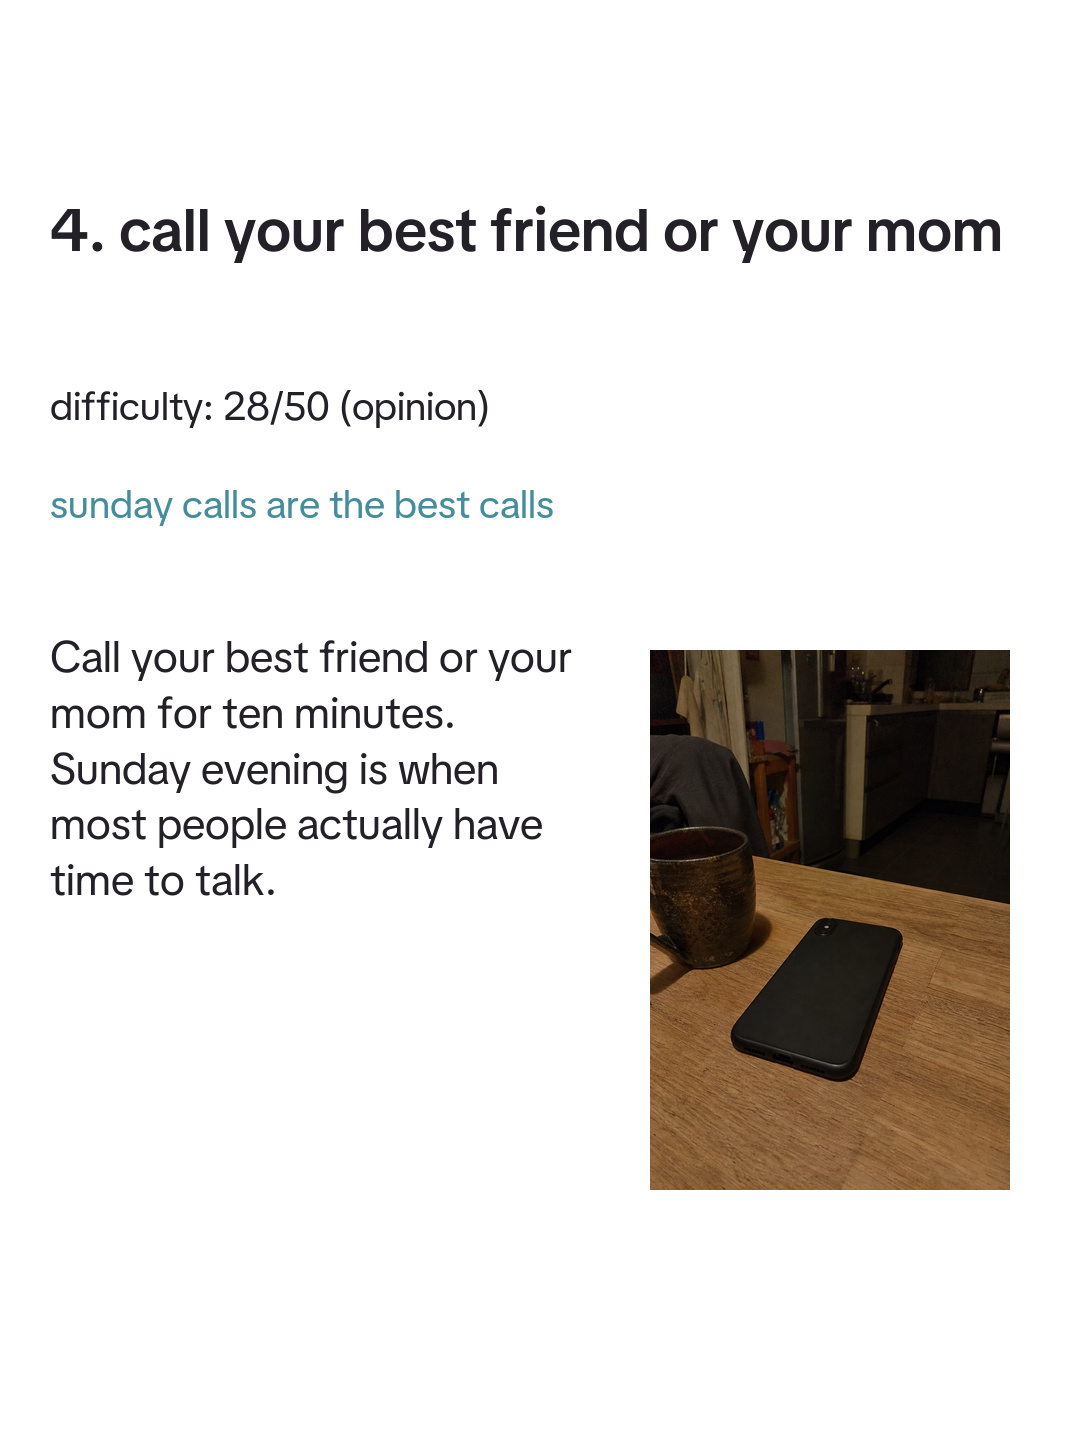 4. call your best friend or your mom
difficulty: 28/50 (opinion)
sunday calls are the best calls
Call your best friend or your
mom for ten minutes.
Sunday evening is when
most people actually have
time to talk.